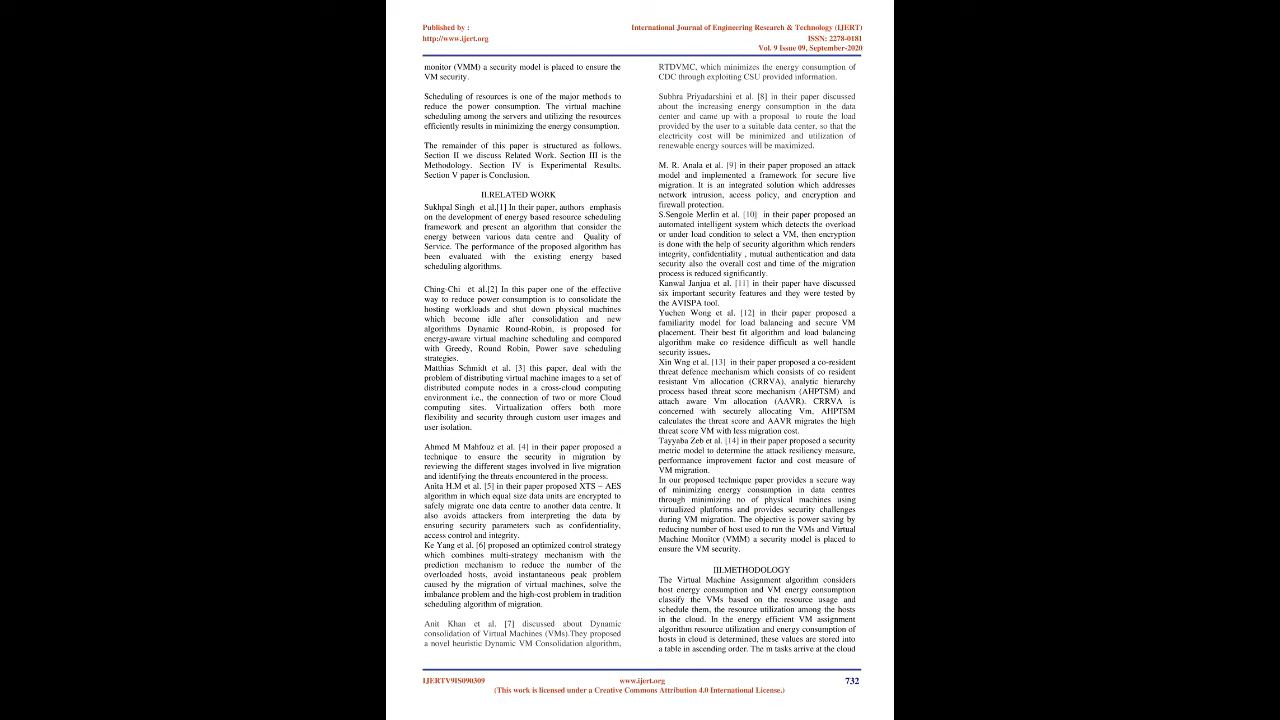 Published by :
http://www.ijert.org
International Journal of Engineering Research & Technology (IJERT)
ISSN: 2278-0181
Vol. 9 Issue 09, September-2020
monitor (VMM) a security model is placed to ensure the
VM security.
Scheduling of resources is one of the major methods to
reduce the power consumption. The virtual machine
scheduling among the servers and utilizing the resources
efficiently results in minimizing the energy consumption.
The remainder of this paper is structured as follows.
Section II we discuss Related Work. Section III is the
Methodology. Section IV is Experimental Results.
Section V paper is Conclusion.
II.RELATED WORK
Sukhpal Singh et al.[1] In their paper, authors emphasis
on the development of energy based resource scheduling
framework and present an algorithm that consider the
energy between various data centre and Quality of
Service. The performance of the proposed algorithm has
been evaluated with the existing energy based
scheduling algorithms.
Ching-Chi et al.[2] In this paper one of the effective
way to reduce power consumption is to consolidate the
hosting workloads and shut down physical machines
which become idle after consolidation and new
algorithms Dynamic Round-Robin, is proposed for
energy-aware virtual machine scheduling and compared
with Greedy, Round Robin, Power save scheduling
strategies.
Matthias Schmidt et al. [3] this paper, deal with the
problem of distributing virtual machine images to a set of
distributed compute nodes in a cross-cloud computing
environment i.e., the connection of two or more Cloud
computing sites. Virtualization offers both more
flexibility and security through custom user images and
user isolation.
Ahmed M Mahfouz et al. [4] in their paper proposed a
technique to ensure the security in migration by
reviewing the different stages involved in live migration
and identifying the threats encountered in the process.
Anita H.M et al. [5] in their paper proposed XTS – AES
algorithm in which equal size data units are encrypted to
safely migrate one data centre to another data centre. It
also avoids attackers from interpreting the data by
ensuring security parameters such as confidentiality,
access control and integrity.
Ke Yang et al. [6] proposed an optimized control strategy
which combines multi-strategy mechanism with the
prediction mechanism to reduce the number of the
overloaded hosts, avoid instantaneous peak problem
caused by the migration of virtual machines, solve the
imbalance problem and the high-cost problem in tradition
scheduling algorithm of migration.
Anit Khan et al. [7] discussed about Dynamic
consolidation of Virtual Machines (VMs).They proposed
a novel heuristic Dynamic VM Consolidation algorithm,
RTDVMC, which minimizes the energy consumption of
CDC through exploiting CSU provided information.
Subhra Priyadarshini et al. [8] in their paper discussed
about the increasing energy consumption in the data
center and came up with a proposal to route the load
provided by the user to a suitable data center, so that the
electricity cost will be minimized and utilization of
renewable energy sources will be maximized.
M. R. Anala et al. [9] in their paper proposed an attack
model and implemented a framework for secure live
migration. It is an integrated solution which addresses
network intrusion, access policy, and encryption and
firewall protection.
S.Sengole Merlin et al. [10] in their paper proposed an
automated intelligent system which detects the overload
or under load condition to select a VM, then encryption
is done with the help of security algorithm which renders
integrity, confidentiality , mutual authentication and data
security also the overall cost and time of the migration
process is reduced significantly.
Kanwal Janjua et al. [11] in their paper have discussed
six important security features and they were tested by
the AVISPA tool.
Yuchen Wong et al. [12] in their paper proposed a
familiarity model for load balancing and secure VM
placement. Their best fit algorithm and load balancing
algorithm make co residence difficult as well handle
security issues.
Xin Wng et al. [13] in their paper proposed a co-resident
threat defence mechanism which consists of co resident
resistant Vm allocation (CRRVA), analytic hierarchy
process based threat score mechanism (AHPTSM) and
attach aware Vm allocation (AAVR). CRRVA is
concerned with securely allocating Vm, AHPTSM
calculates the threat score and AAVR migrates the high
threat score VM with less migration cost.
Tayyaba Zeb et al. [14] in their paper proposed a security
metric model to determine the attack resiliency measure,
performance improvement factor and cost measure of
VM migration.
In our proposed technique paper provides a secure way
of minimizing energy consumption in data centres
through minimizing no of physical machines using
virtualized platforms and provides security challenges
during VM migration. The objective is power saving by
reducing number of host used to run the VMs and Virtual
Machine Monitor (VMM) a security model is placed to
ensure the VM security.
III.METHODOLOGY
The Virtual Machine Assignment algorithm considers
host energy consumption and VM energy consumption
classify the VMs based on the resource usage and
schedule them, the resource utilization among the hosts
in the cloud. In the energy efficient VM assignment
algorithm resource utilization and energy consumption of
hosts in cloud is determined, these values are stored into
a table in ascending order. The m tasks arrive at the cloud
IJERTV9IS090309
www.ijert.org
732
(This work is licensed under a Creative Commons Attribution 4.0 International License.)